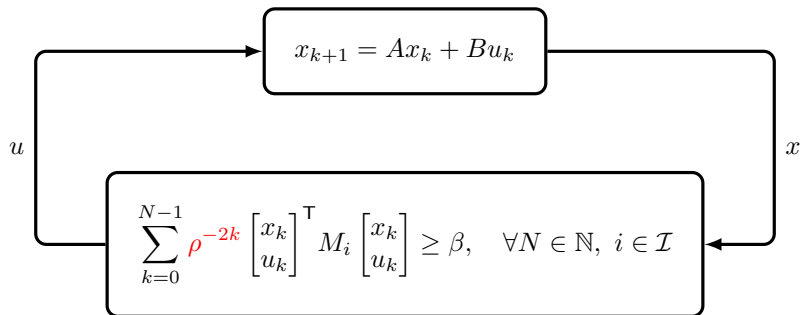 x_{k+1} = Ax_k + Bu_k
u
x
\sum_{k=0}^{N-1} \rho^{-2k} \begin{bmatrix} x_k \\ u_k \end{bmatrix}^{\mathsf{T}} M_i \begin{bmatrix} x_k \\ u_k \end{bmatrix} \geq \beta, \quad \forall N \in \mathbb{N}, \ i \in \mathcal{I}